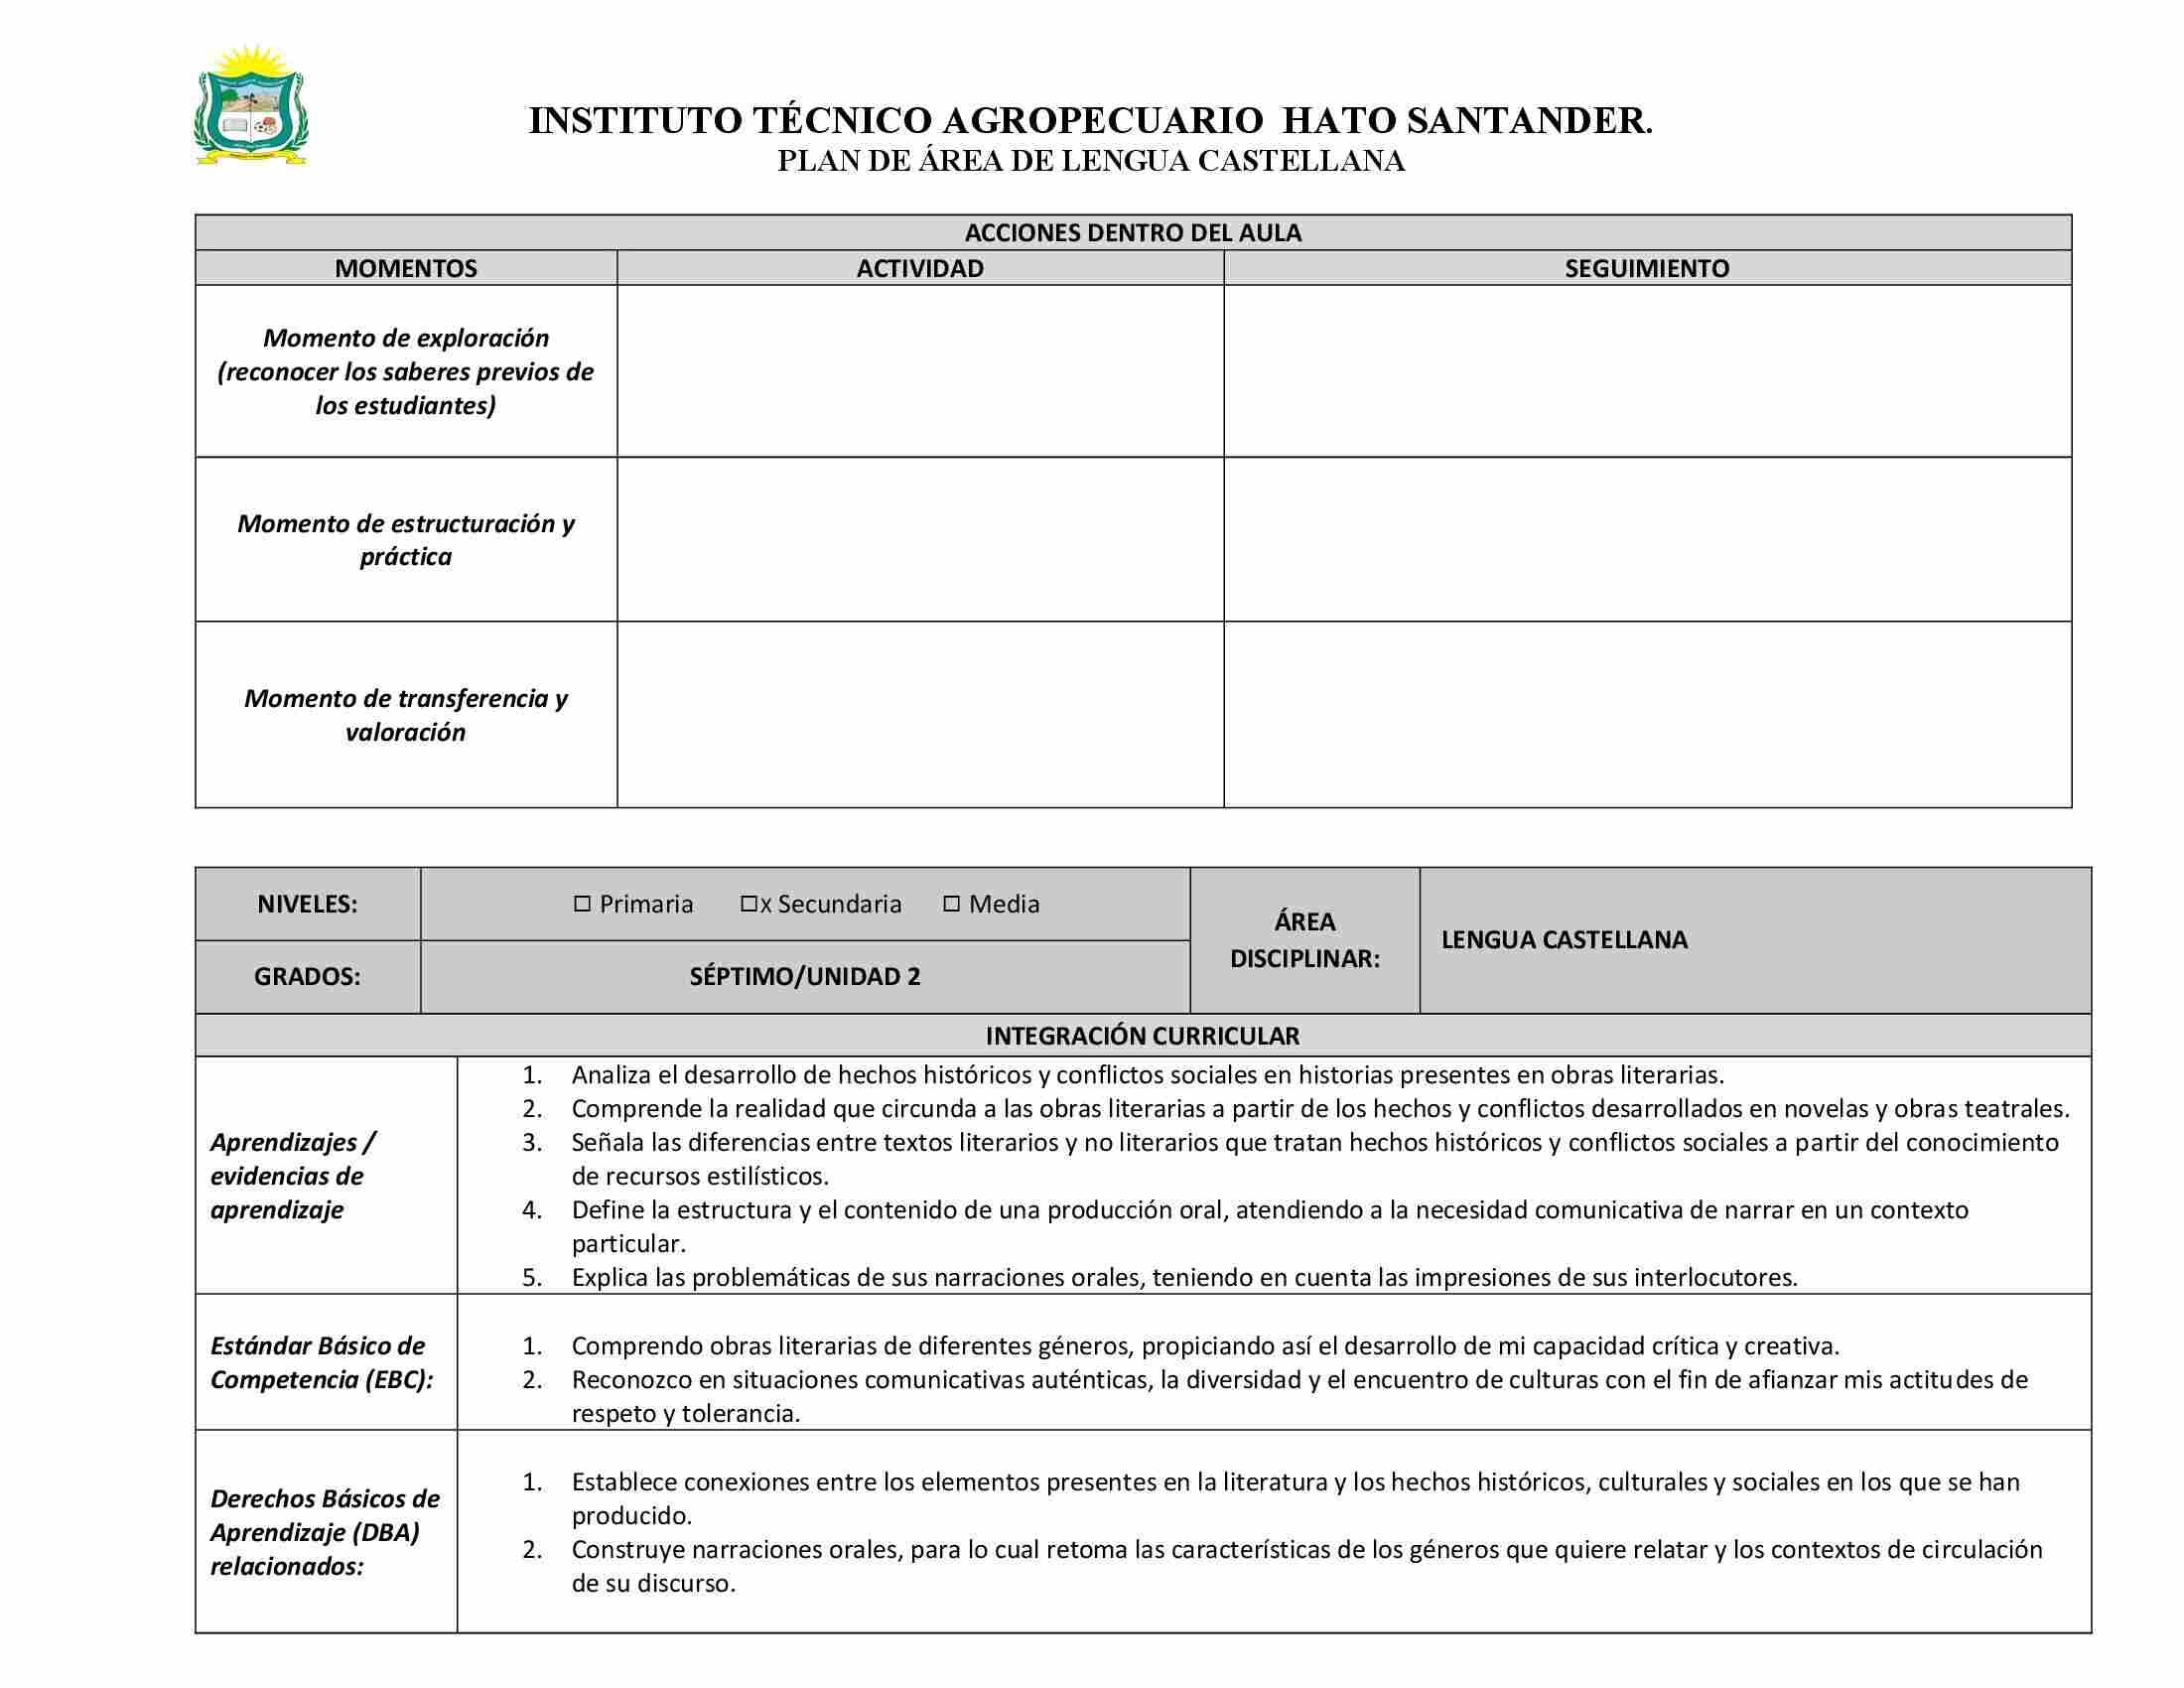 INSTITUTO TÉCNICO AGROPECUARIO  HATO SANTANDER.
PLAN DE ÁREA DE LENGUA CASTELLANA
ACCIONES DENTRO DEL AULA
MOMENTOS
ACTIVIDAD
SEGUIMIENTO
Momento de exploración
(reconocer los saberes previos de
los estudiantes)
Momento de estructuración y
práctica
Momento de transferencia y
valoración
NIVELES:
☐ Primaria ☐x Secundaria ☐ Media
ÁREA
DISCIPLINAR:
LENGUA CASTELLANA
GRADOS:
SÉPTIMO/UNIDAD 2
INTEGRACIÓN CURRICULAR
Aprendizajes /
evidencias de
aprendizaje
1. Analiza el desarrollo de hechos históricos y conflictos sociales en historias presentes en obras literarias.
2. Comprende la realidad que circunda a las obras literarias a partir de los hechos y conflictos desarrollados en novelas y obras teatrales.
3. Señala las diferencias entre textos literarios y no literarios que tratan hechos históricos y conflictos sociales a partir del conocimiento
de recursos estilísticos.
4. Define la estructura y el contenido de una producción oral, atendiendo a la necesidad comunicativa de narrar en un contexto
particular.
5. Explica las problemáticas de sus narraciones orales, teniendo en cuenta las impresiones de sus interlocutores.
Estándar Básico de
Competencia (EBC):
1. Comprendo obras literarias de diferentes géneros, propiciando así el desarrollo de mi capacidad crítica y creativa.
2. Reconozco en situaciones comunicativas auténticas, la diversidad y el encuentro de culturas con el fin de afianzar mis actitudes de
respeto y tolerancia.
Derechos Básicos de
Aprendizaje (DBA)
relacionados:
1. Establece conexiones entre los elementos presentes en la literatura y los hechos históricos, culturales y sociales en los que se han
producido.
2. Construye narraciones orales, para lo cual retoma las características de los géneros que quiere relatar y los contextos de circulación
de su discurso.